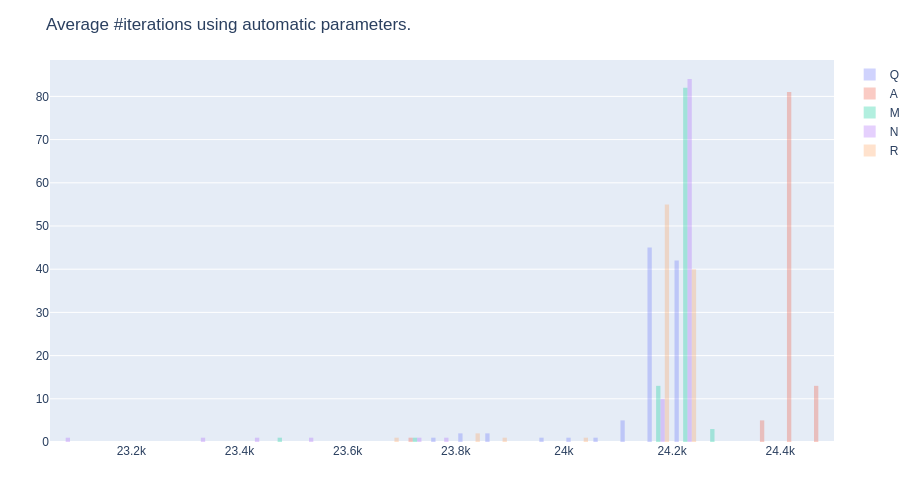 Average #iterations using automatic parameters.
Q
A
M
N
R
80
70
60
50
40
30
20
10
0
23.2k 23.4k 23.6k 23.8k 24k 24.2k 24.4k